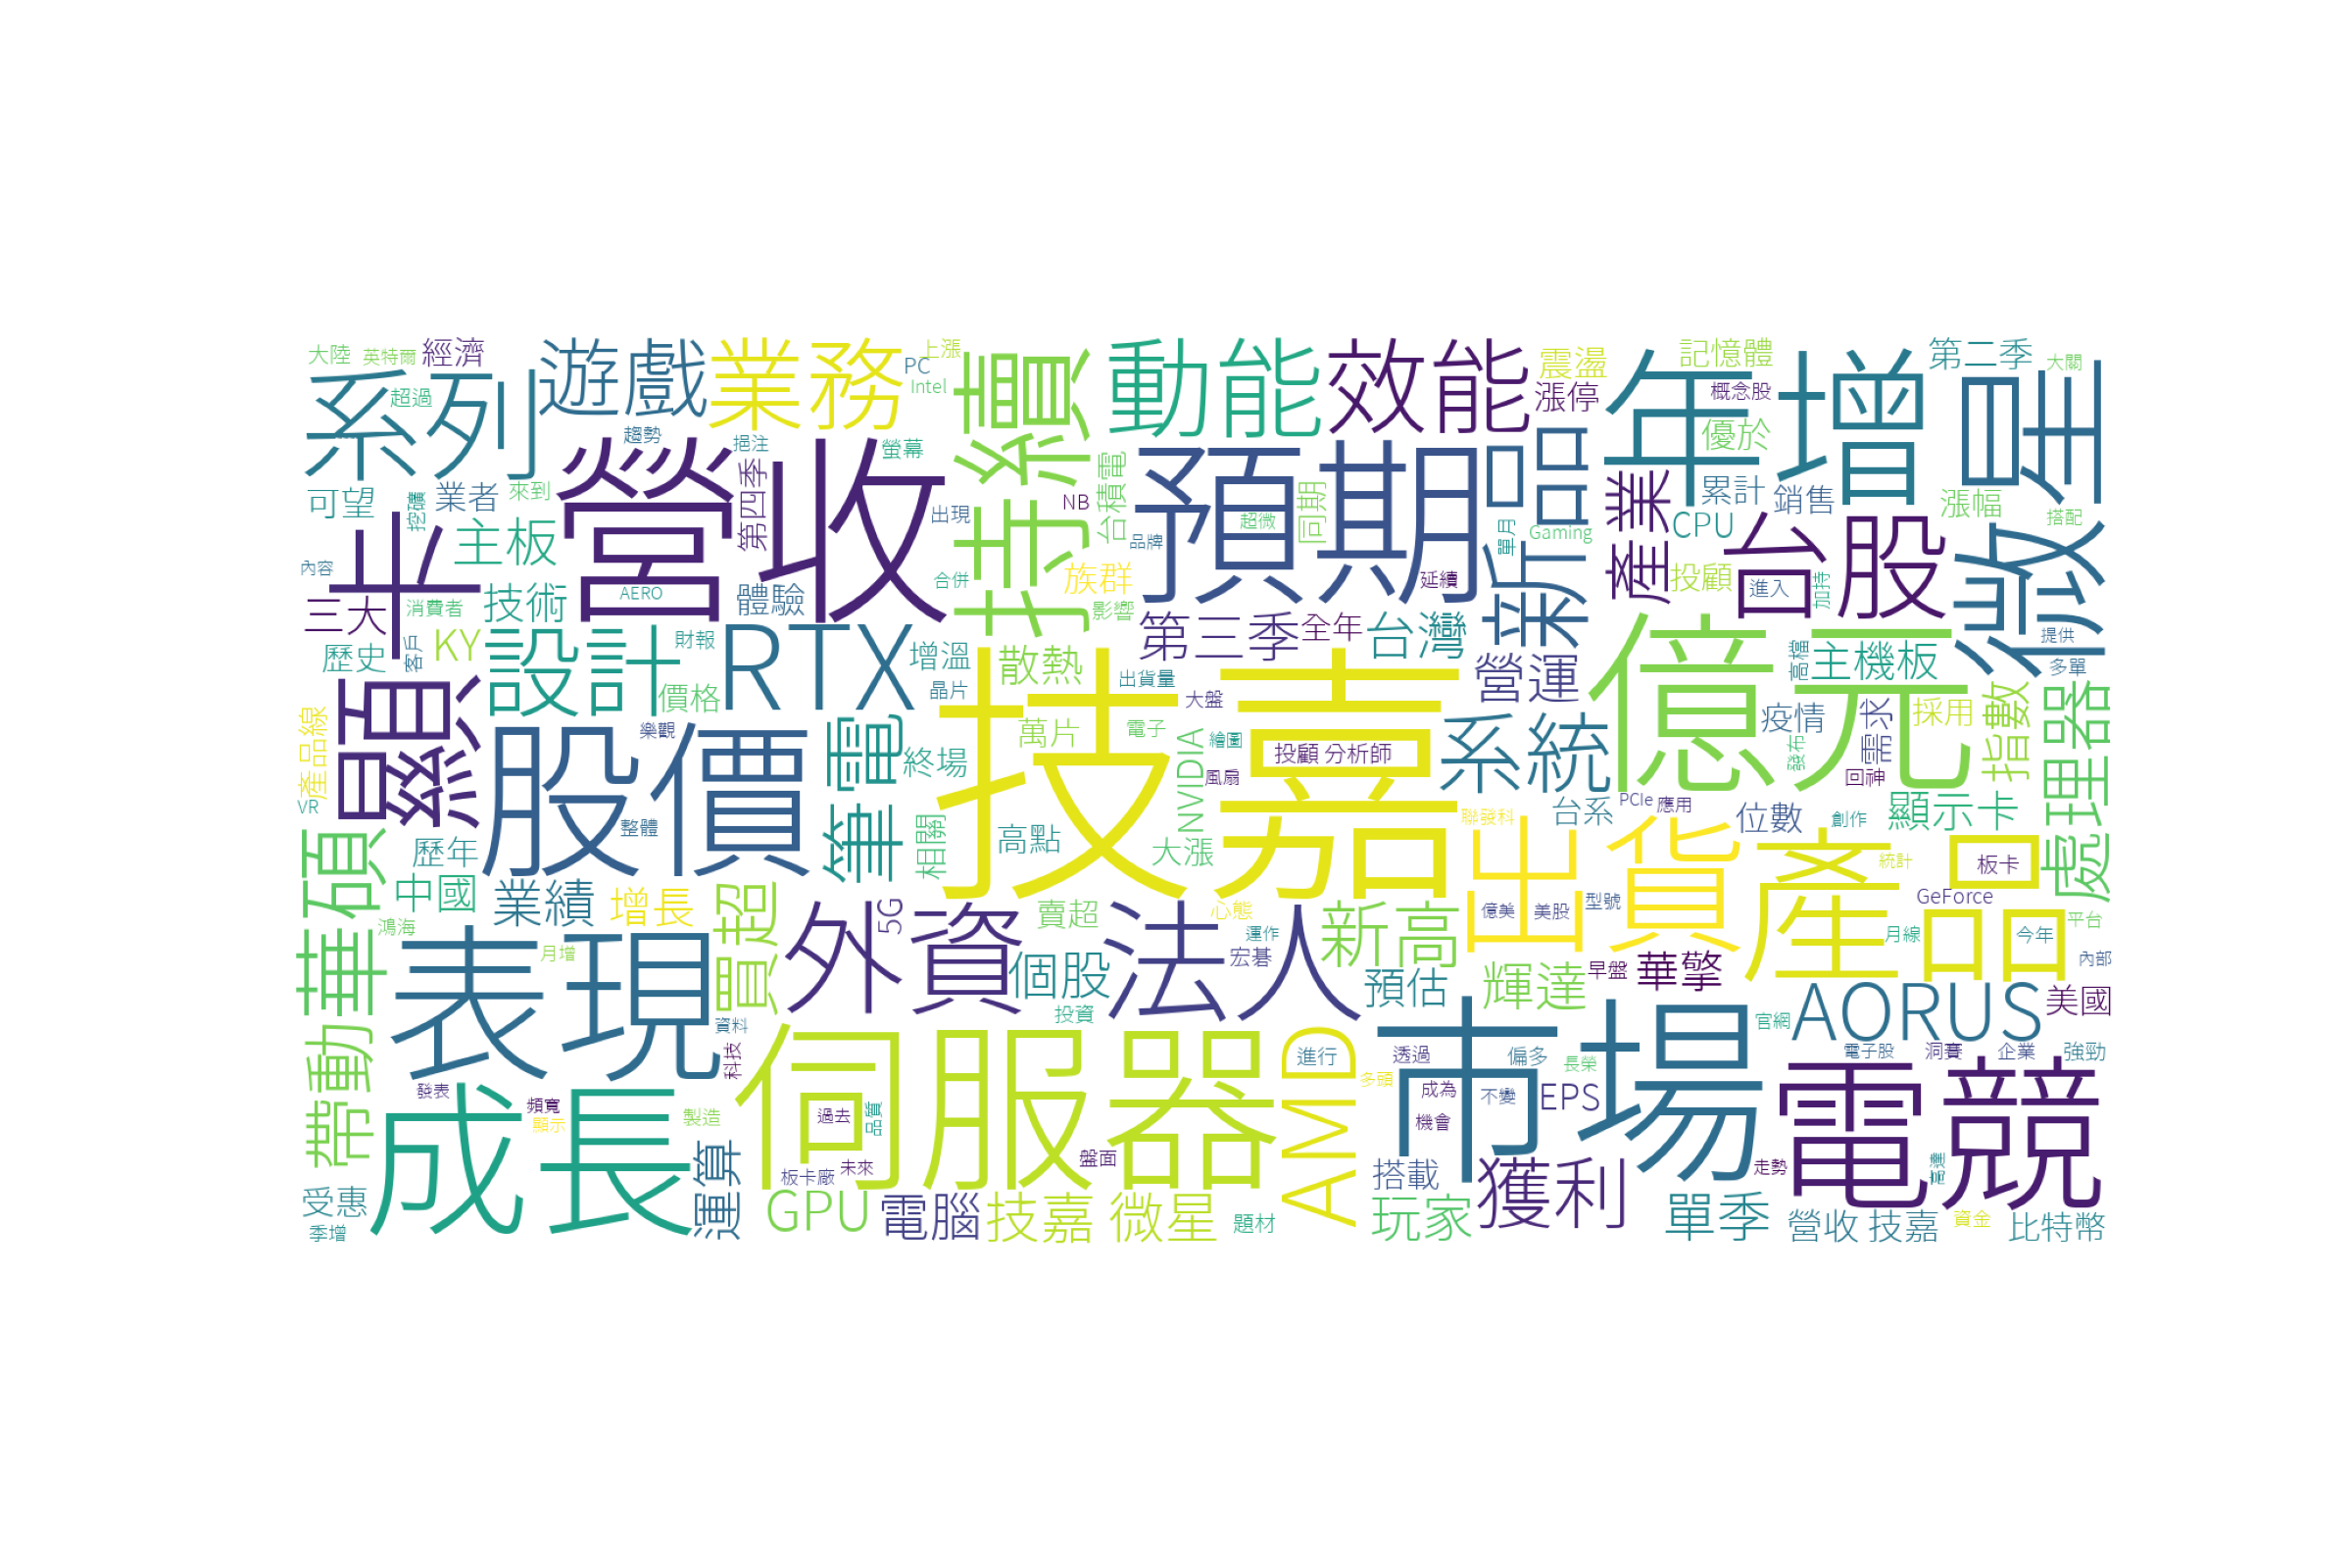 大陸
英特爾
經濟
系列
超過
遊戲
業務
PC
上漲
Intel
持續
動能
效能
震盪
漲停
年增
記憶體
概念股
優於
第二季
大關
微星
趨勢
挹注
螢幕
可望
挖礦
業者
來到
營收
第四季
出現
NB
台積電
預期
品牌
超微
同期
單月
Gaming
新品
產業
累計
銷售
CPU
漲幅
搭配
顯卡
主板
內容
三大
消費者
技術
AERO
體驗
合併
族群
影響
延續
投顧
台股
進入
加持
歷史
客戶
KY
設計
財報
價格
RTX
增溫
晶片
散熱
出貨量
第三季
全年
台灣
營運
億元
高檔
主機板
提供
多單
產品線
VR
樂觀
股價
整體
筆電
終場
萬片
電子
技嘉
大盤
繪圖
風扇
投顧 分析師
NVIDIA
系統
疫情
發布
需求
回神
採用
指數
處理器
華碩
歷年
中國
業績
增長
買超
相關
高點
大漲
聯發科
台系
PCIe
應用
位數
創作
顯示卡
出貨
產品
統計
板卡
GeForce
平台
鴻海
月增
表現
資料
外資
5G
賣超
個股
投資
法人
心態
運作
宏碁
新高
預估
億美
美股
型號
輝達
早盤
華擎
官網
月線
今年
內部
AORUS
美國
帶動
科技
發表
頻寬
顯示
製造
伺服器
過去
品質
盤面
AMD
進行
多頭
透過
成為
機會
偏多
不變
長榮
EPS
市場
電子股
洞賽
企業
強勁
電競
走勢
受惠
季增
成長
運算
板卡廠
未來
GPU
電腦
技嘉 微星
題材
搭載
玩家
獲利
單季
營收 技嘉
資金
比特幣